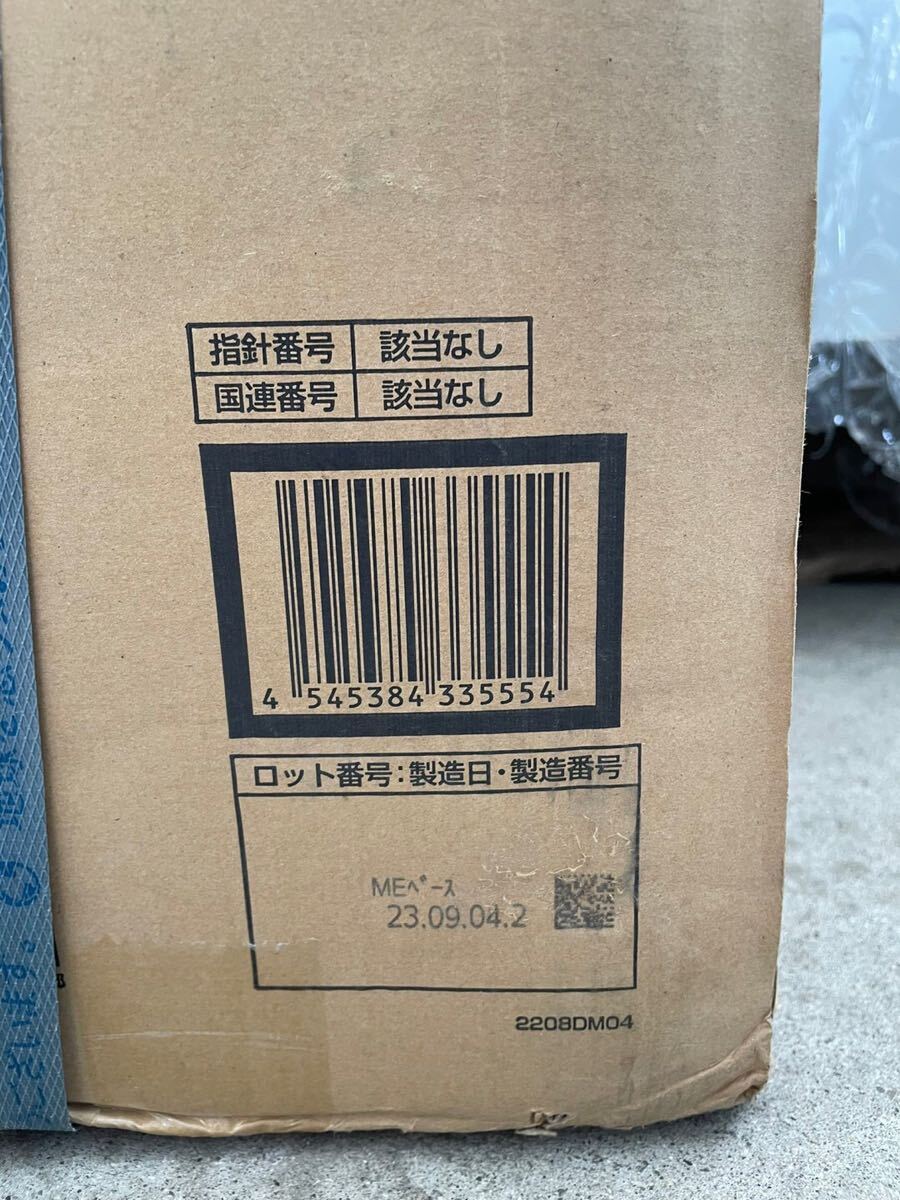 指針番号 該当なし
国連番号 該当なし
4 545384 335554
ロット番号:製造日・製造番号
MEベース
23.09.04.2
2208DM04